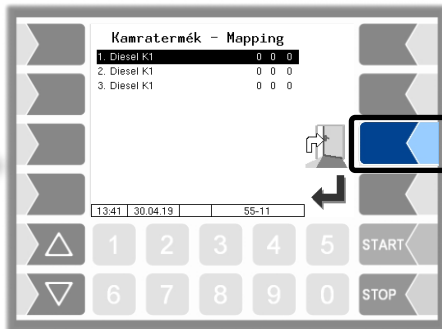 Kamratermék - Mapping
1. Diesel K1 0 0 0
2. Diesel K1 0 0 0
3. Diesel K1 0 0 0
13:41 30.04.19 55-11
1 2 3 4 5 START
6 7 8 9 0 STOP